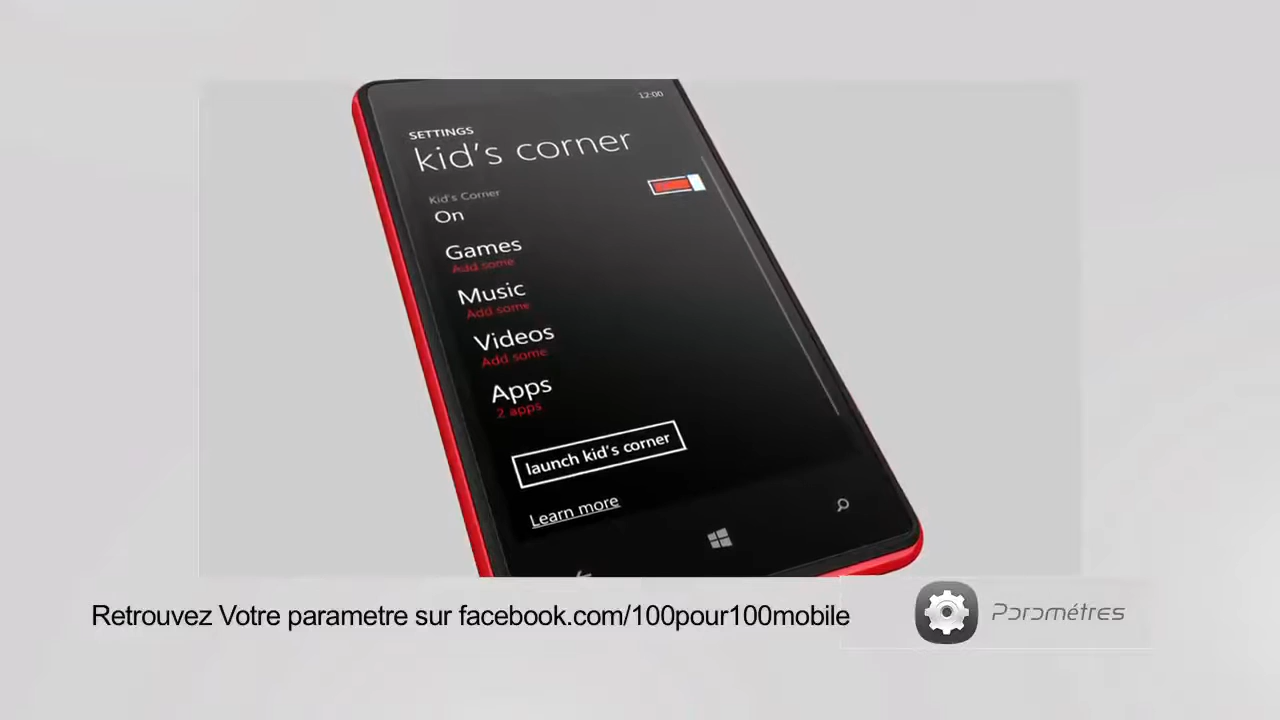 12:00
SETTINGS
kid's corner
Kid's Corner
On
Games
Add some
Music
Add some
Videos
Add some
Apps
2 apps
launch kid's corner
Learn more
Retrouvez Votre parametre sur facebook.com/100pour100mobile
Paramétres